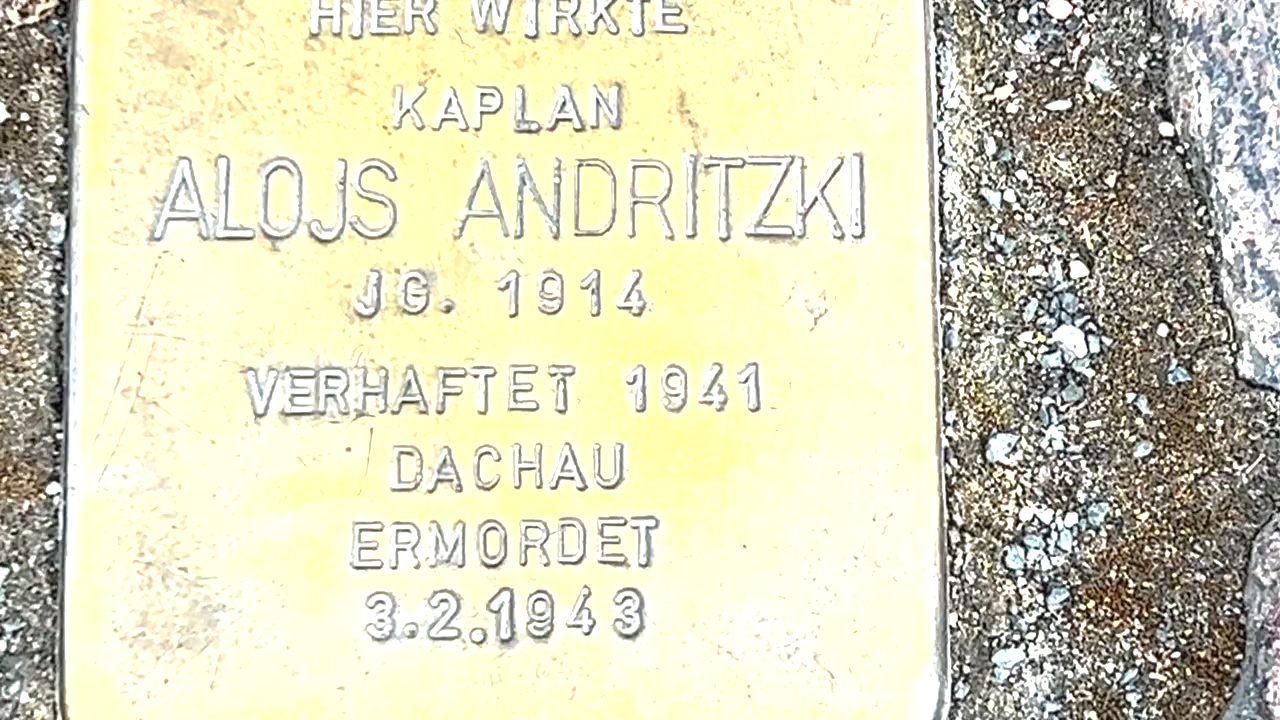 HIER WIRKTE
KAPLAN
ALOJS ANDRITZKI
JG. 1914
VERHAFTET 1941
DACHAU
ERMORDET
3.2.1943